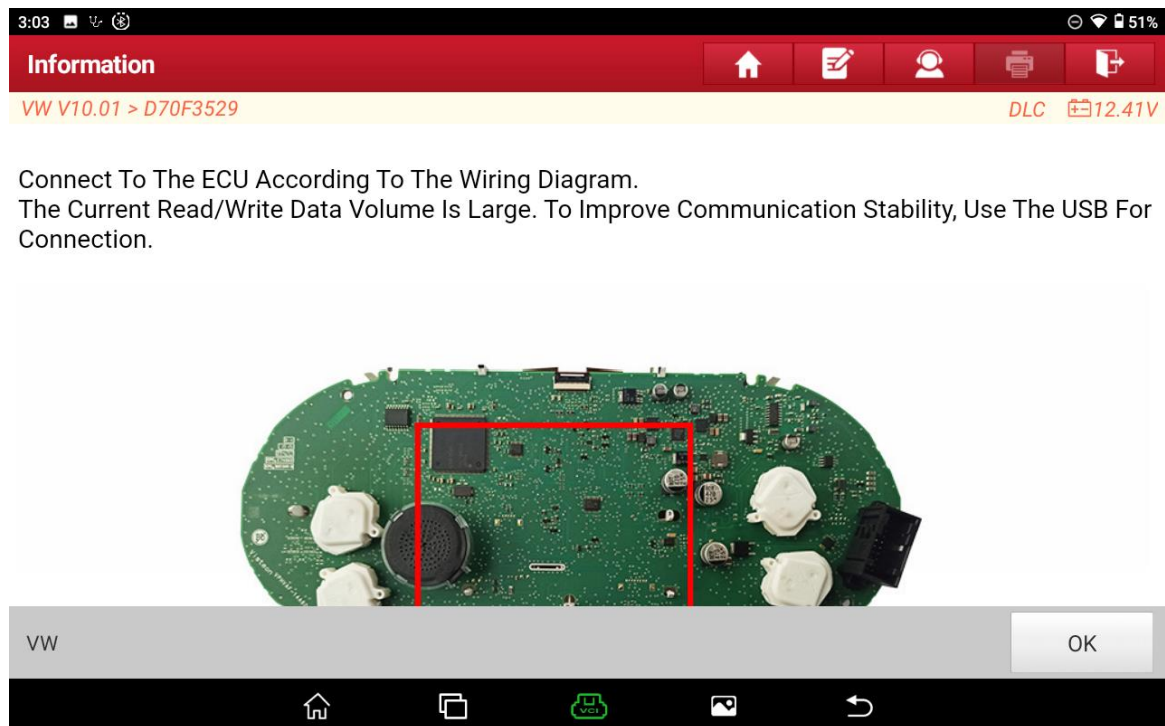 3:03 51%
Information
VW V10.01 > D70F3529 DLC 12.41V
Connect To The ECU According To The Wiring Diagram.
The Current Read/Write Data Volume Is Large. To Improve Communication Stability, Use The USB For
Connection.
VW OK
VCI